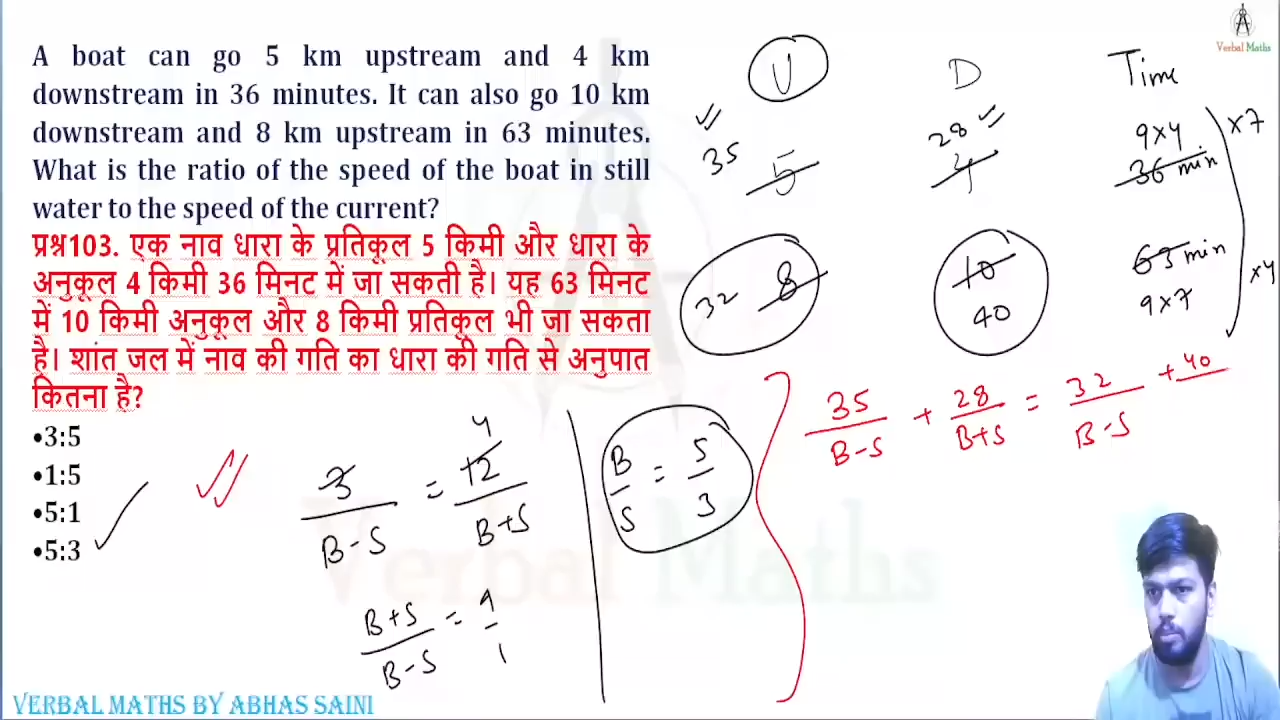 A boat can go 5 km upstream and 4 km
downstream in 36 minutes. It can also go 10 km
downstream and 8 km upstream in 63 minutes.
What is the ratio of the speed of the boat in still
water to the speed of the current?
प्रश्न103. एक नाव धारा के प्रतिकूल 5 किमी और धारा के
अनुकूल 4 किमी 36 मिनट में जा सकती है। यह 63 मिनट
में 10 किमी अनुकूल और 8 किमी प्रतिकुल भी जा सकता
है। शांत जल में नाव की गति का धारा की गति से अनुपात
कितना है?
•3:5
•1:5
•5:1
•5:3
3/B-S = 12/B+S
4
B+S/B-S = 4/1
B/S = 5/3
U D Time
35 5 28 4 9×4 36 min ×7
32 8 10 40 63 min 9×7 ×4
35/B-S + 28/B+S = 32/B-S + 40
Verbal Maths
Verbal Maths
VERBAL MATHS BY ABHAS SAINI